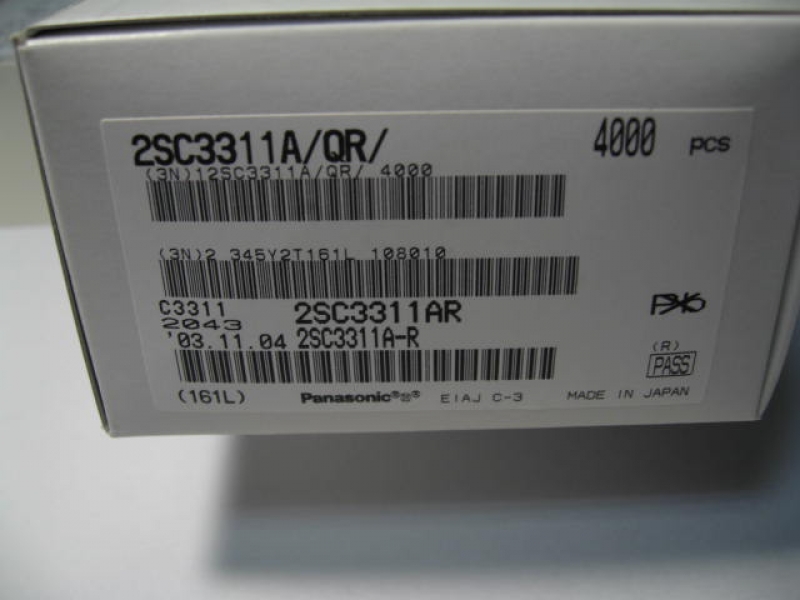 2SC3311A/QR/ 4000 pcs
(3N)12SC3311A/QR/ 4000
(3N)2 345Y2T161L 108010
C3311 2SC3311AR
2043
'03.11.04 2SC3311A-R
(R)
PASS
(161L) Panasonic EIAJ C-3 MADE IN JAPAN